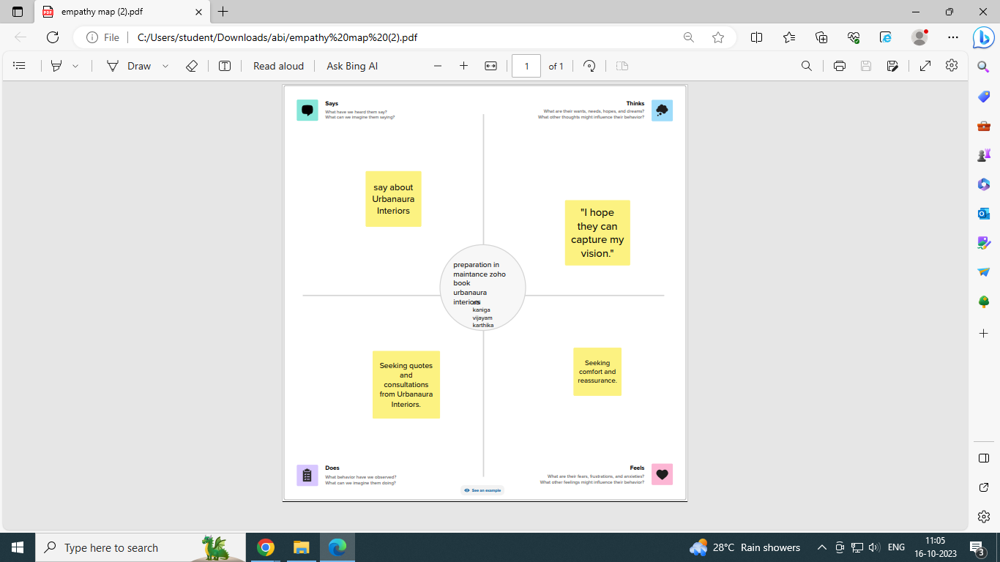 empathy map (2).pdf
File
C:/Users/student/Downloads/abi/empathy%20map%20(2).pdf
Draw
Read aloud
Ask Bing AI
1
of 1
Says
What have we heard them say?
What can we imagine them saying?
Thinks
What are their wants, needs, hopes, and dreams?
What other thoughts might influence their behavior?
say about
Urbanaura
Interiors
"I hope
they can
capture my
vision."
preparation in
maintance zoho
book
urbanaura
interiors
kaniga
vijayam
karthika
Seeking quotes
and
consultations
from Urbanaura
Interiors.
Seeking
comfort and
reassurance.
Does
What behavior have we observed?
What can we imagine them doing?
Feels
What are their fears, frustrations, and anxieties?
What other feelings might influence their behavior?
See an example
Type here to search
28°C Rain showers
ENG
11:05
16-10-2023
3